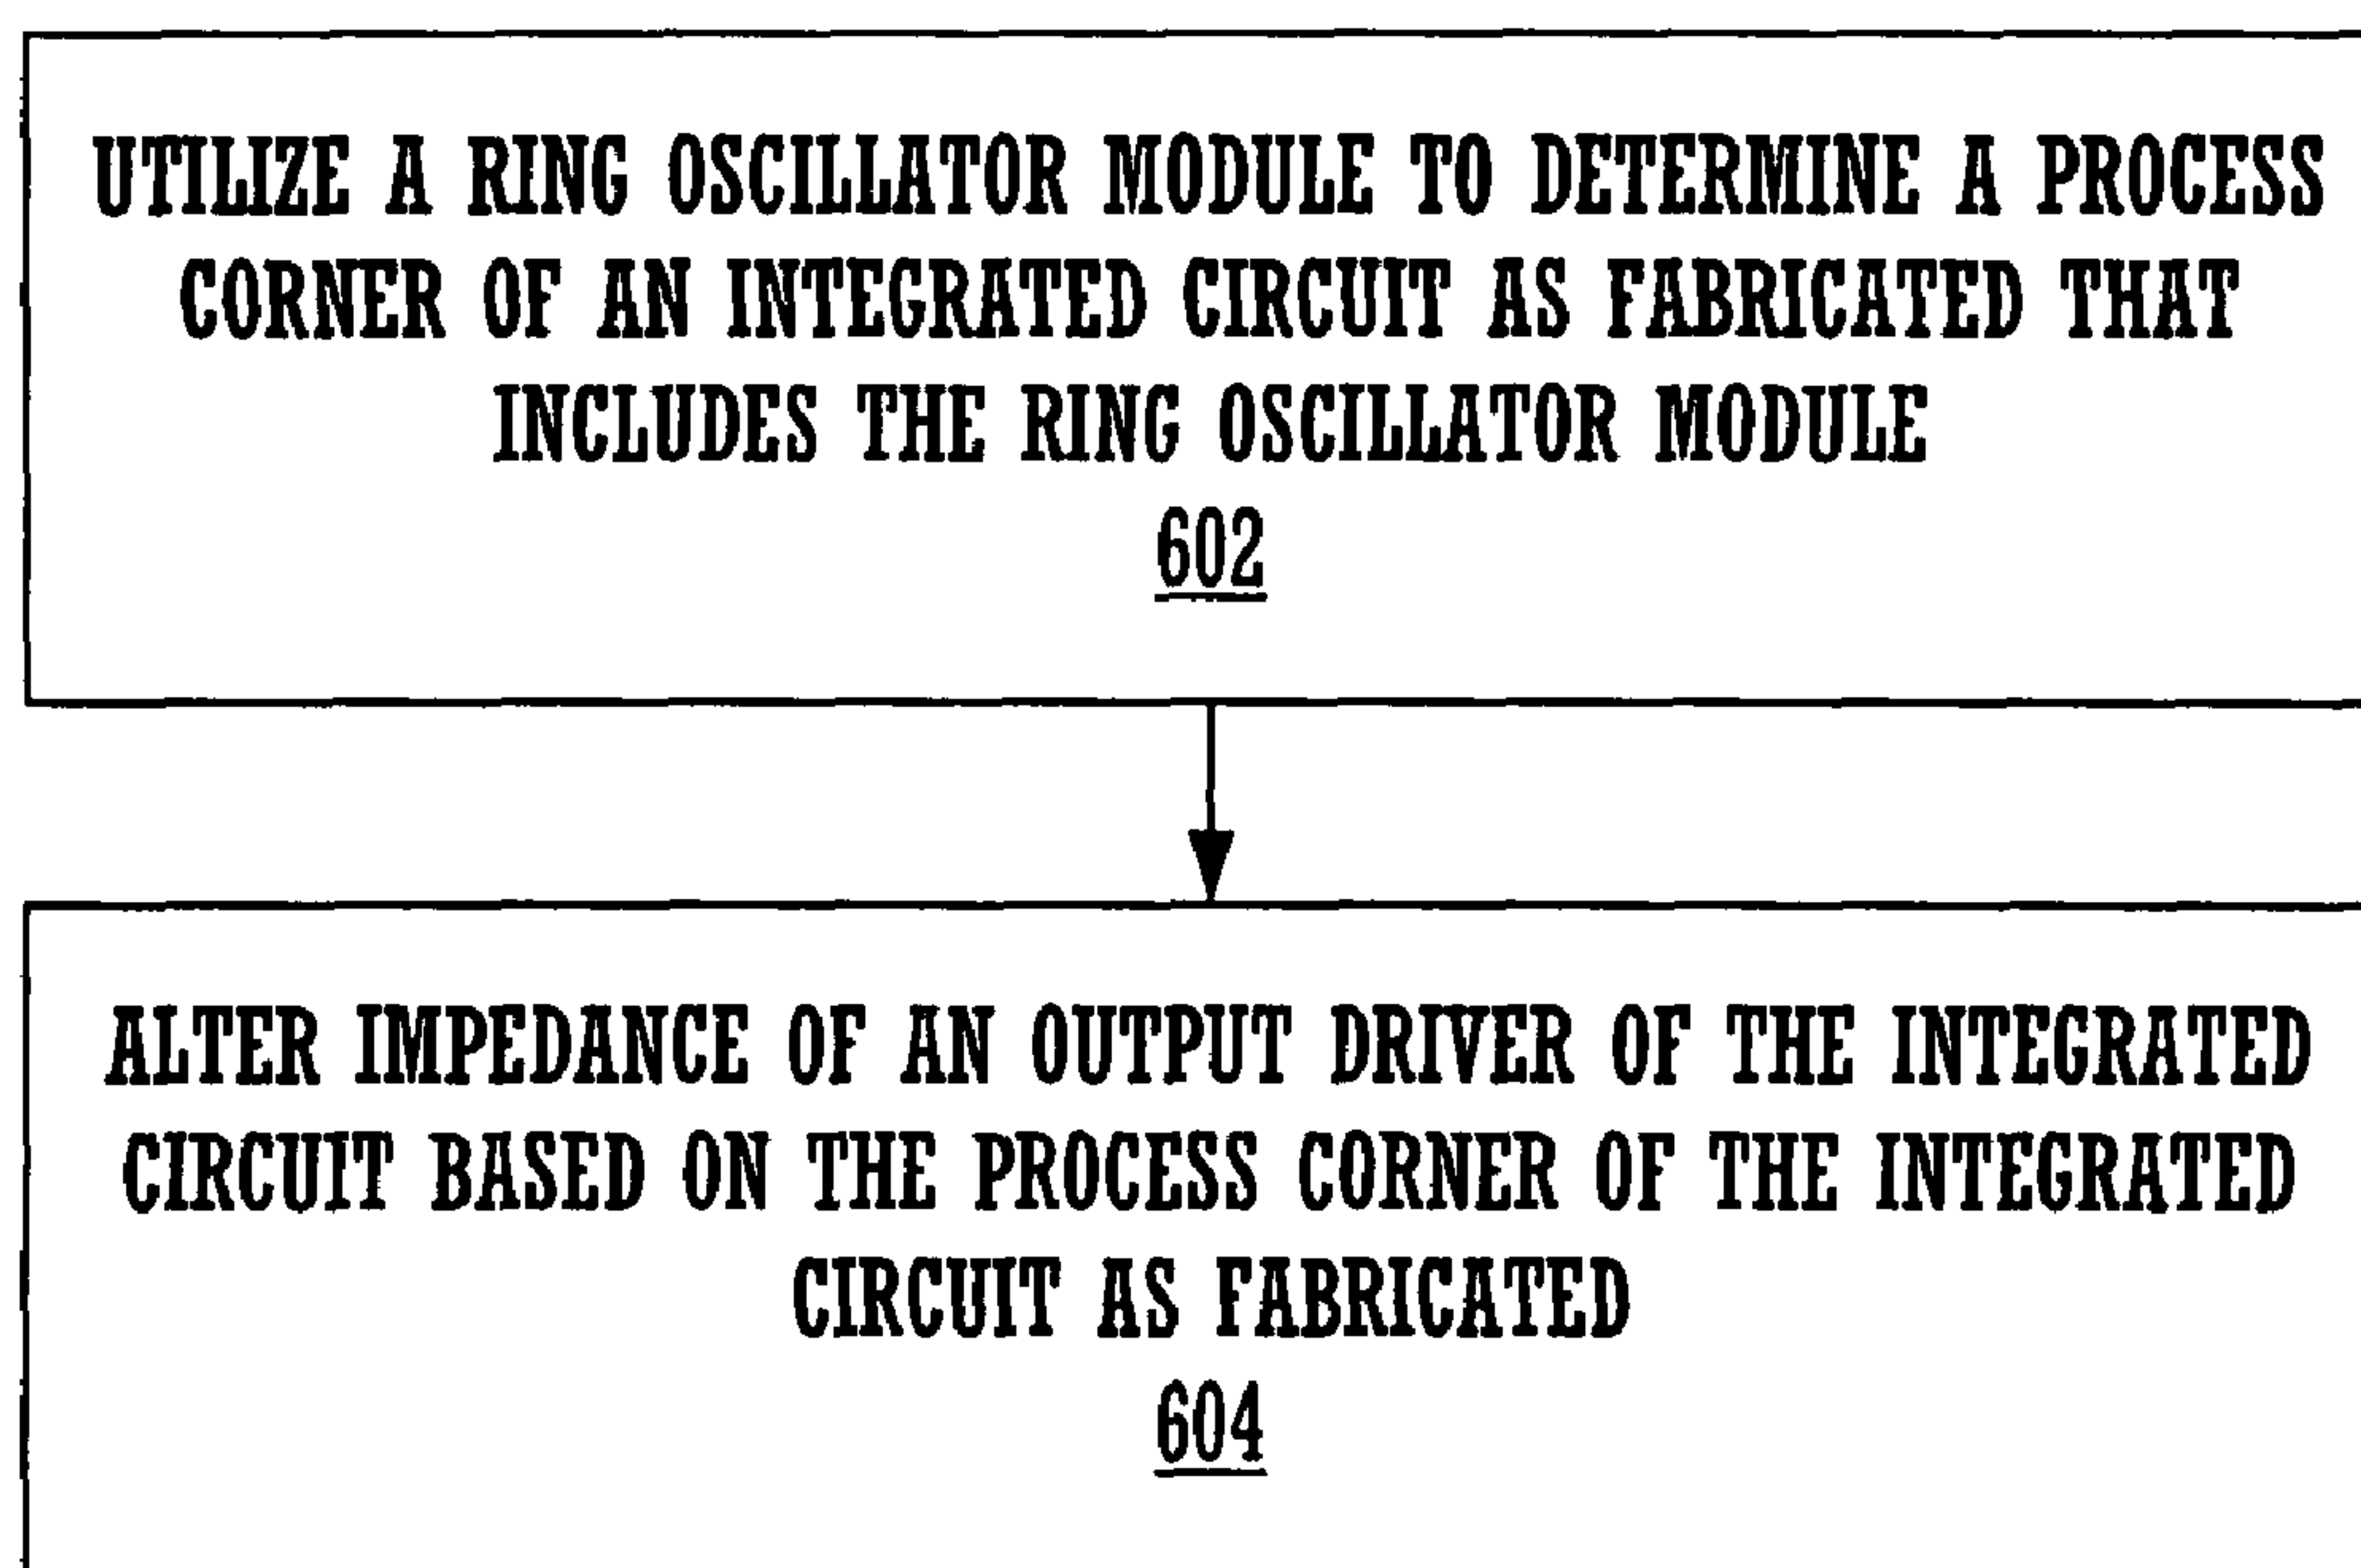 UTILIZE A RING OSCILLATOR MODULE TO DETERMINE A PROCESS
CORNER OF AN INTEGRATED CIRCUIT AS FABRICATED THAT
INCLUDES THE RING OSCILLATOR MODULE
602
ALTER IMPEDANCE OF AN OUTPUT DRIVER OF THE INTEGRATED
CIRCUIT BASED ON THE PROCESS CORNER OF THE INTEGRATED
CIRCUIT AS FABRICATED
604